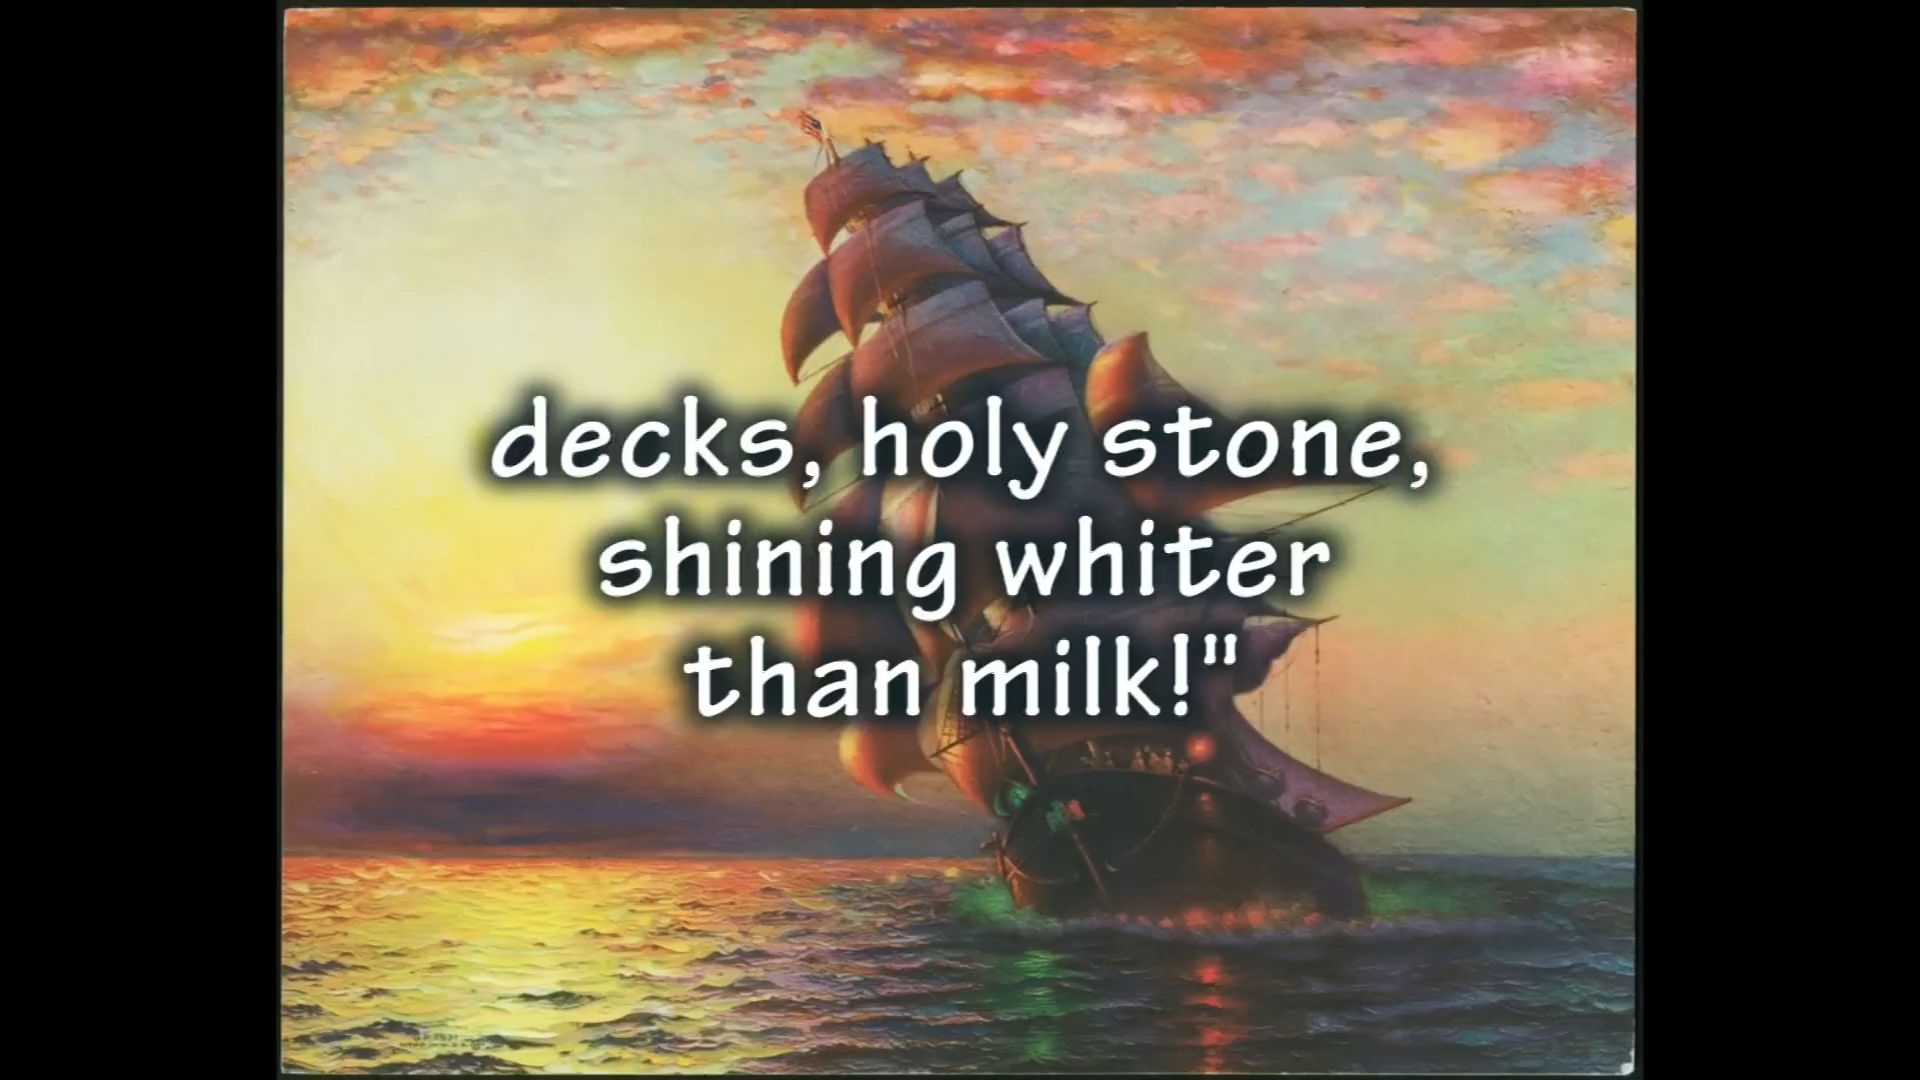 decks, holy stone,
shining whiter
than milk!"